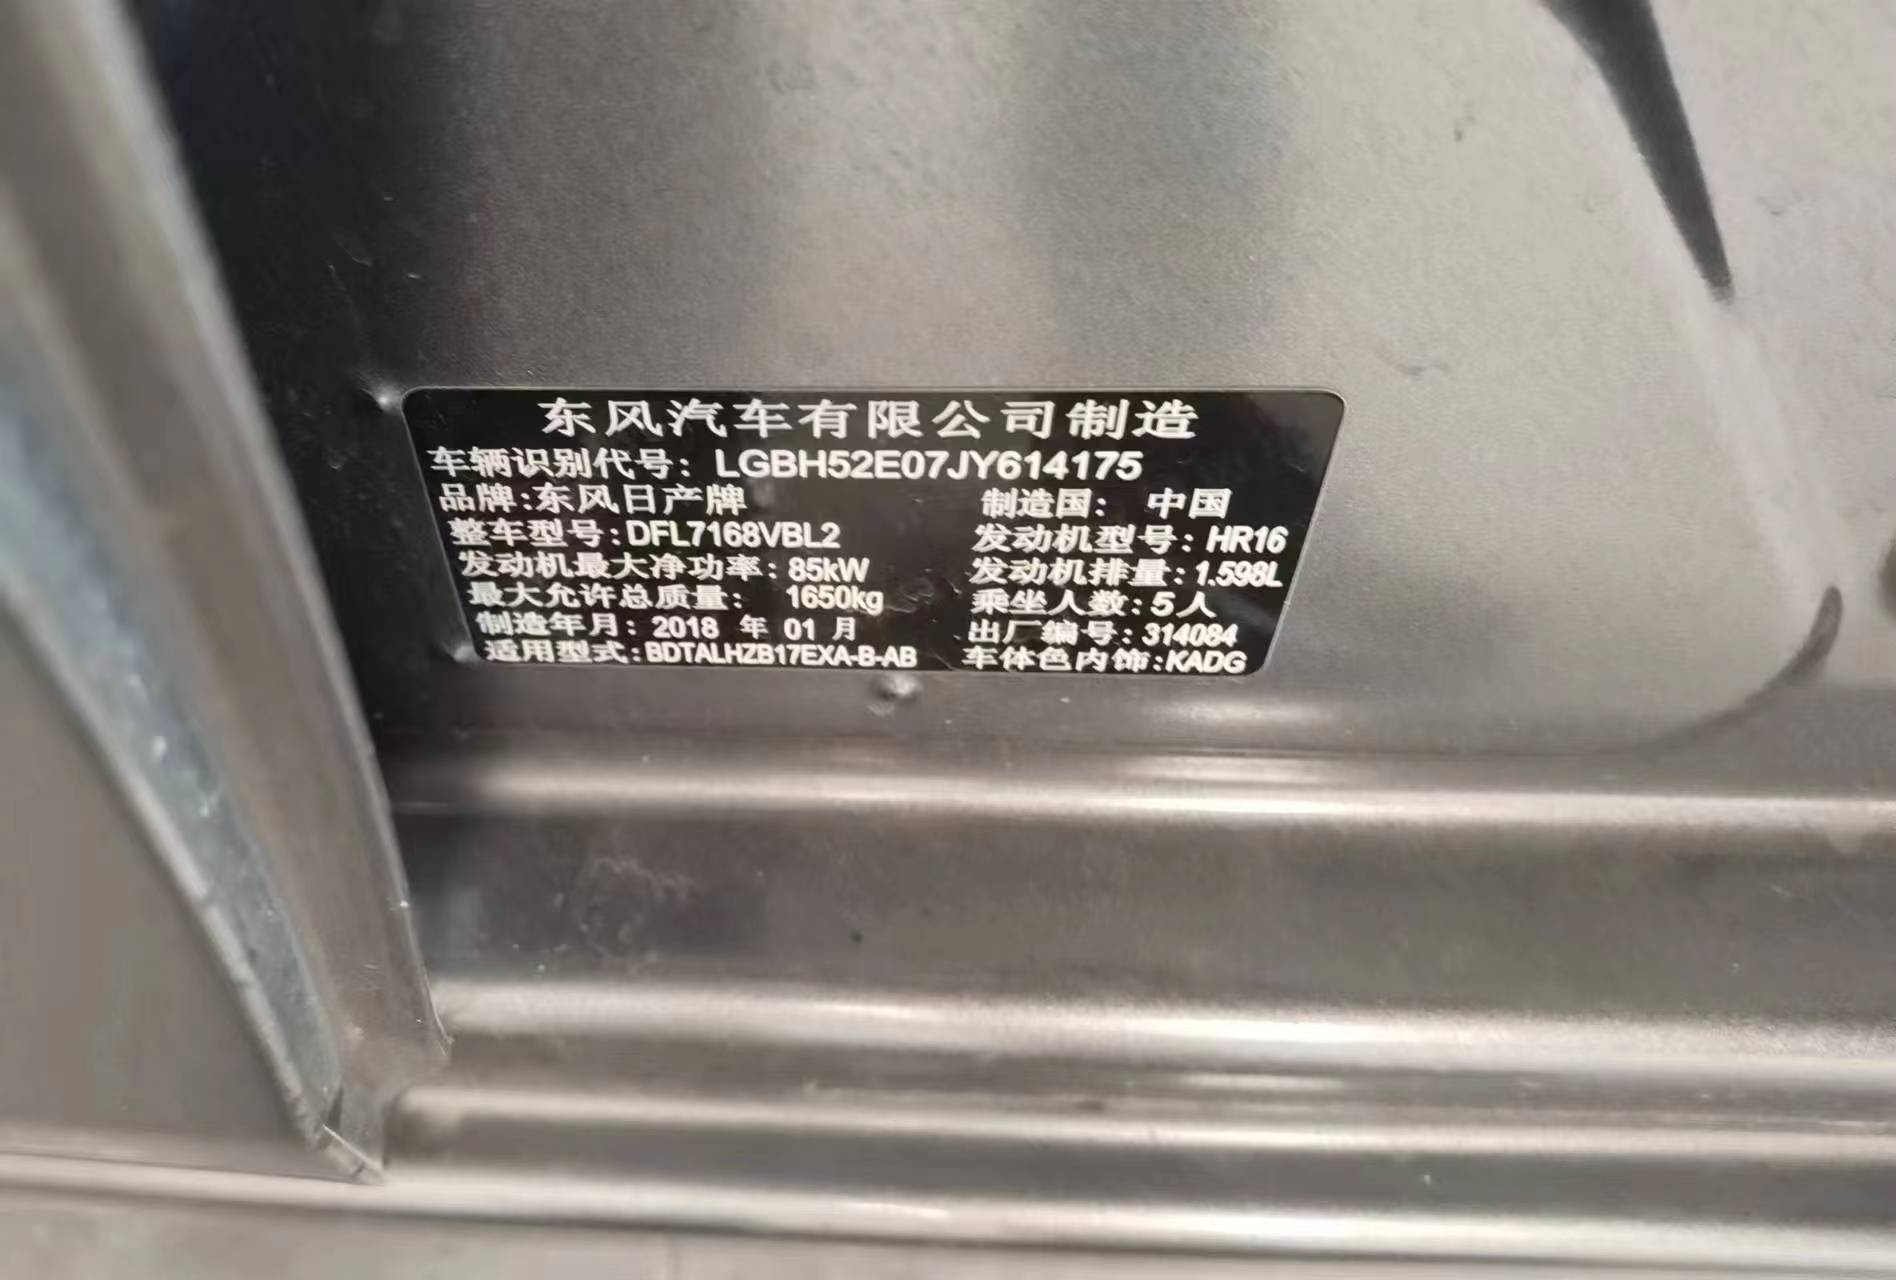 东风汽车有限公司制造
车辆识别代号：LGBH52E07JY614175
品牌:东风日产牌 制造国：中国
整车型号:DFL7168VBL2 发动机型号:HR16
发动机最大净功率:85kW 发动机排量:1.598L
最大允许总质量：1650kg 乘坐人数:5人
制造年月：2018 年 01 月 出厂编号:314084
适用型式:BDTALHZB17EXA-B-AB 车体色内饰:KADG